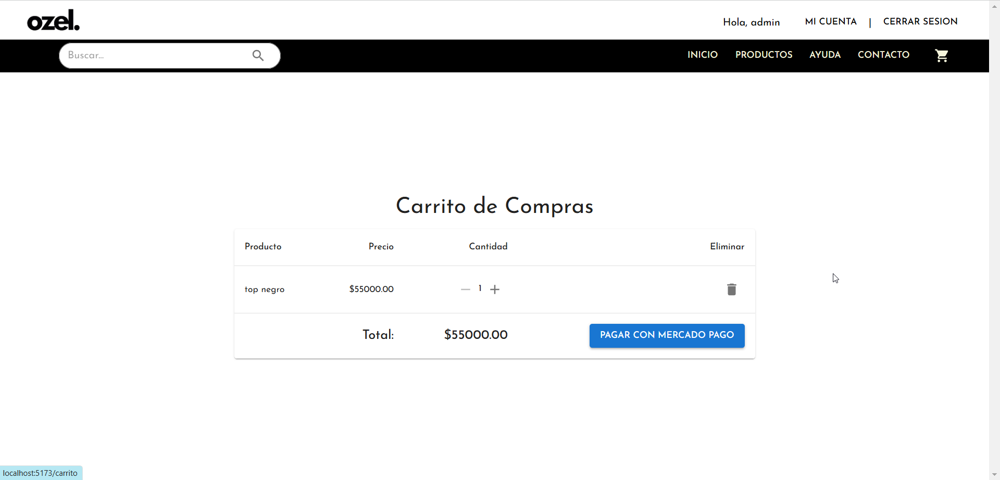 ozel.
Hola, admin MI CUENTA | CERRAR SESION
Buscar... INICIO PRODUCTOS AYUDA CONTACTO
Carrito de Compras
Producto Precio Cantidad Eliminar
top negro $55000.00 1
Total: $55000.00 PAGAR CON MERCADO PAGO
localhost:5173/carrito